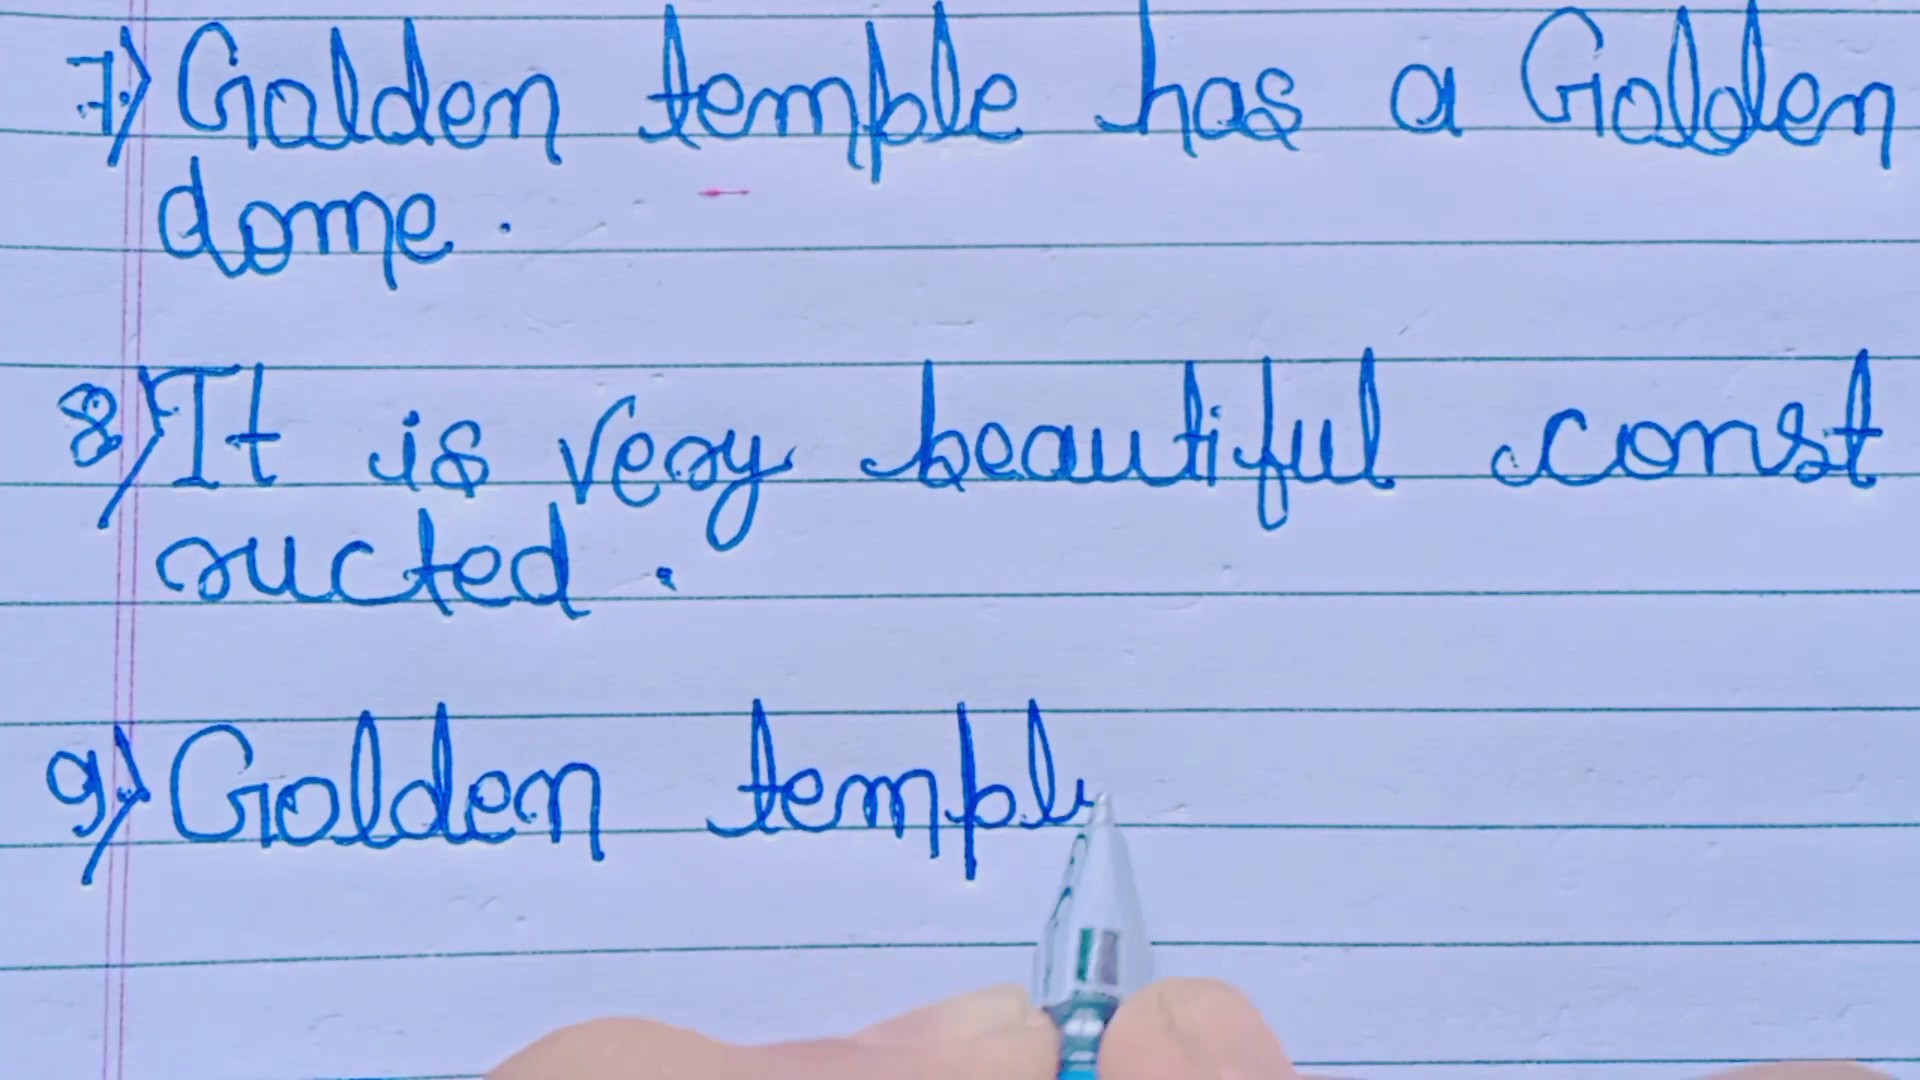 7) Golden temple has a Golden
dome.
8) It is very beautiful const
ructed.
9) Golden templ